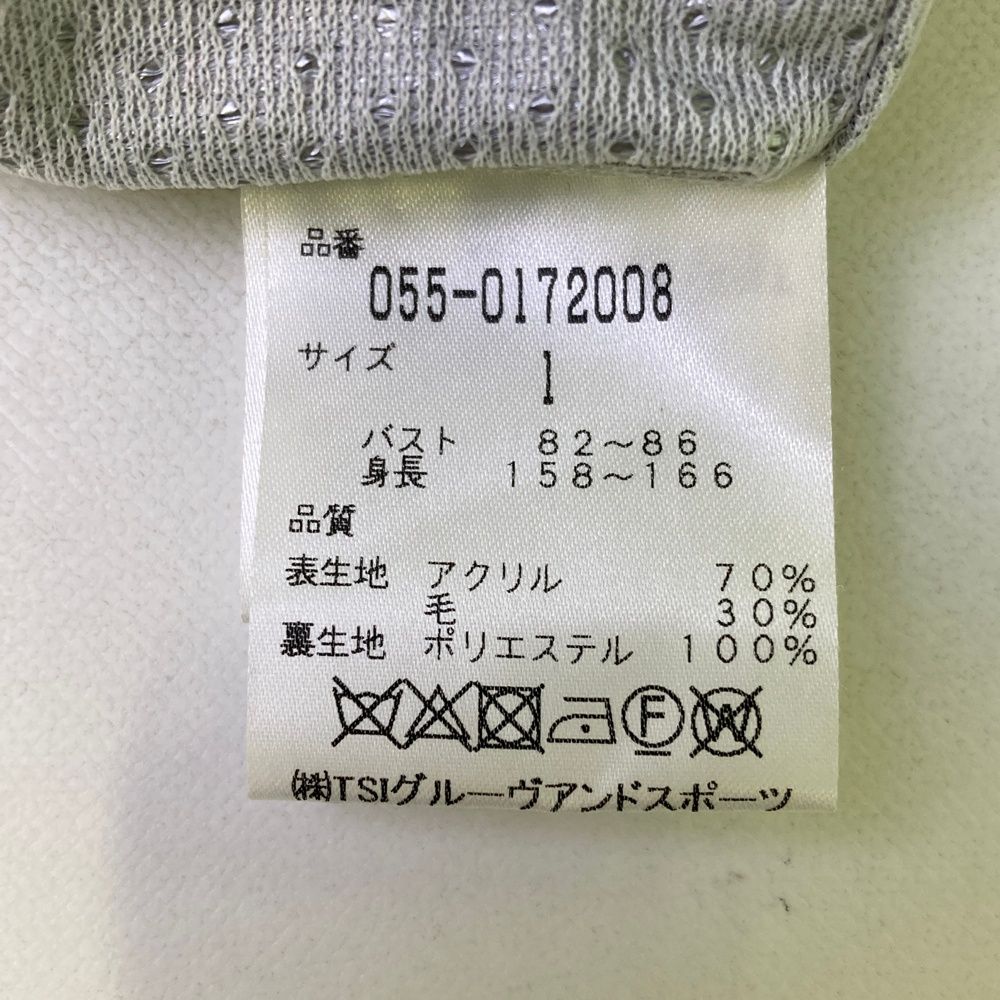 品番
055-0172008
サイズ 1
バスト 82～86
身長 158～166
品質
表生地 アクリル 70%
毛 30%
裏生地 ポリエステル 100%
F W
㈱TSIグルーヴアンドスポーツ